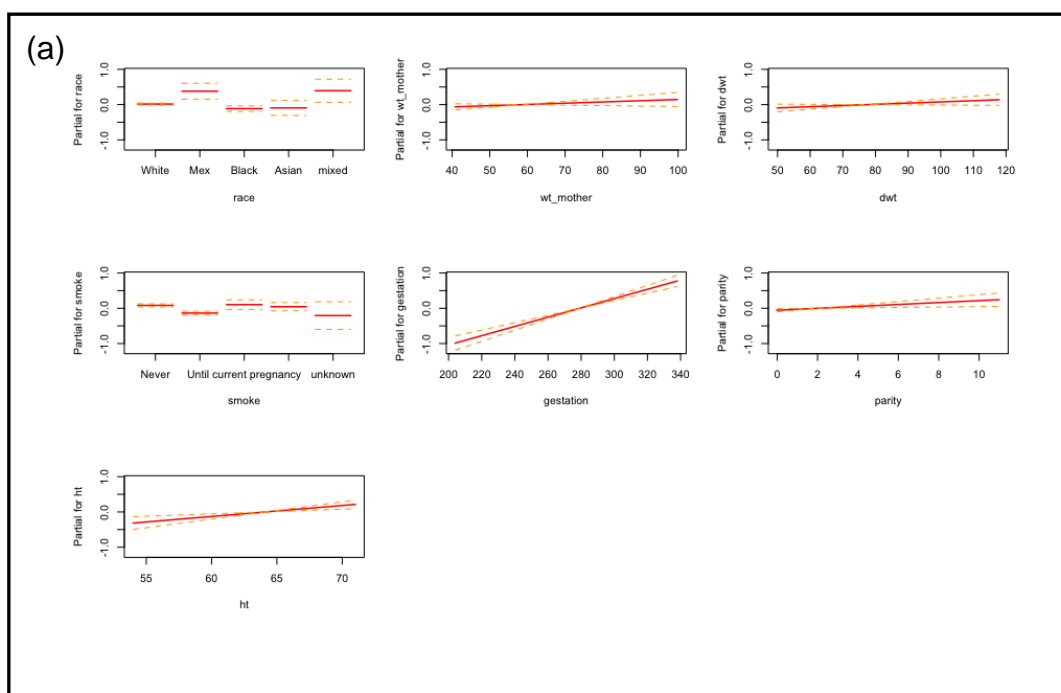 (a)
Partial for race
1.0
0.0
-1.0
White Mex Black Asian mixed
race
Partial for wt_mother
1.0
0.0
-1.0
40 50 60 70 80 90 100
wt_mother
Partial for dwt
1.0
0.0
-1.0
50 60 70 80 90 100 110 120
dwt
Partial for smoke
1.0
0.0
-1.0
Never Until current pregnancy unknown
smoke
Partial for gestation
1.0
0.0
-1.0
200 220 240 260 280 300 320 340
gestation
Partial for parity
1.0
0.0
-1.0
0 2 4 6 8 10
parity
Partial for ht
1.0
0.0
-1.0
55 60 65 70
ht